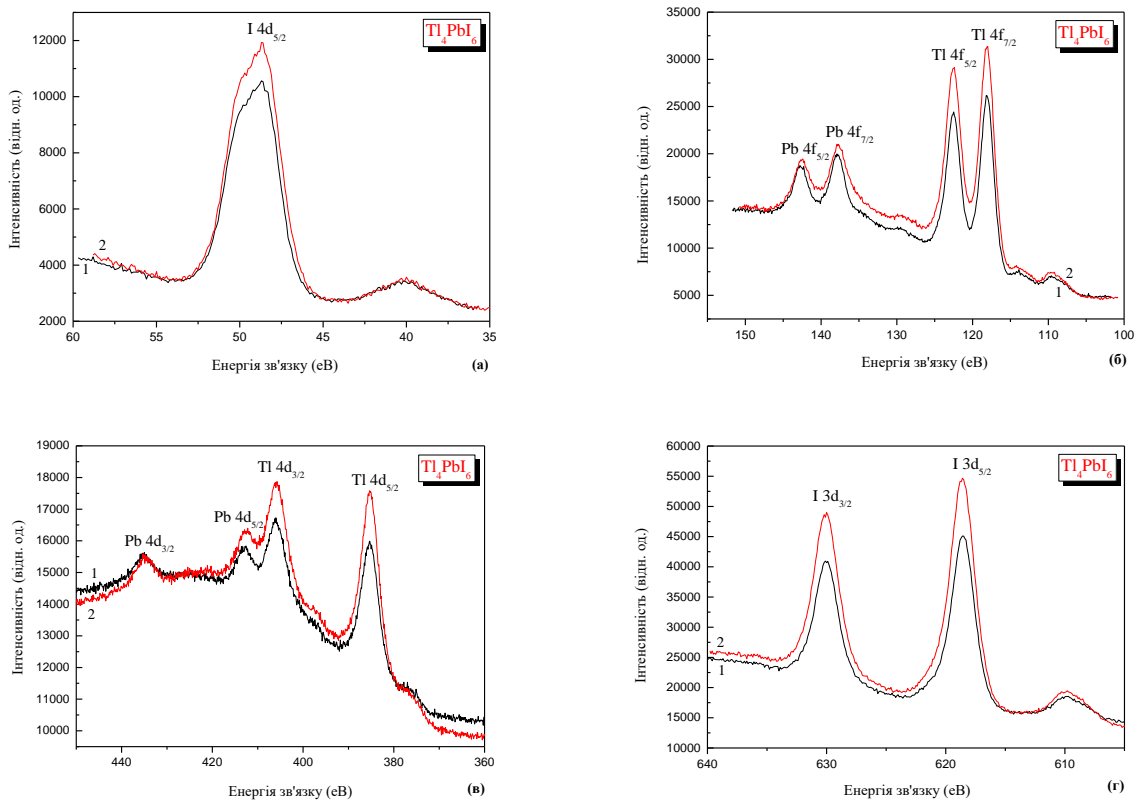 I 4d5/2
Tl4PbI6
12000
10000
8000
6000
4000
2000
Інтенсивність (відн. од.)
2
1
60
55
50
45
40
35
Енергія зв'язку (еВ)
(а)
Tl 4f7/2
Tl 4f5/2
Tl4PbI6
Pb 4f7/2
Pb 4f5/2
35000
30000
25000
20000
15000
10000
5000
Інтенсивність (відн. од.)
2
1
150
140
130
120
110
100
Енергія зв'язку (еВ)
(б)
Tl 4d3/2
Tl4PbI6
Tl 4d5/2
Pb 4d5/2
Pb 4d3/2
19000
18000
17000
16000
15000
14000
13000
12000
11000
10000
Інтенсивність (відн. од.)
1
2
440
420
400
380
360
Енергія зв'язку (еВ)
(в)
I 3d5/2
Tl4PbI6
I 3d3/2
60000
55000
50000
45000
40000
35000
30000
25000
20000
15000
10000
Інтенсивність (відн. од.)
2
1
640
630
620
610
Енергія зв'язку (еВ)
(г)